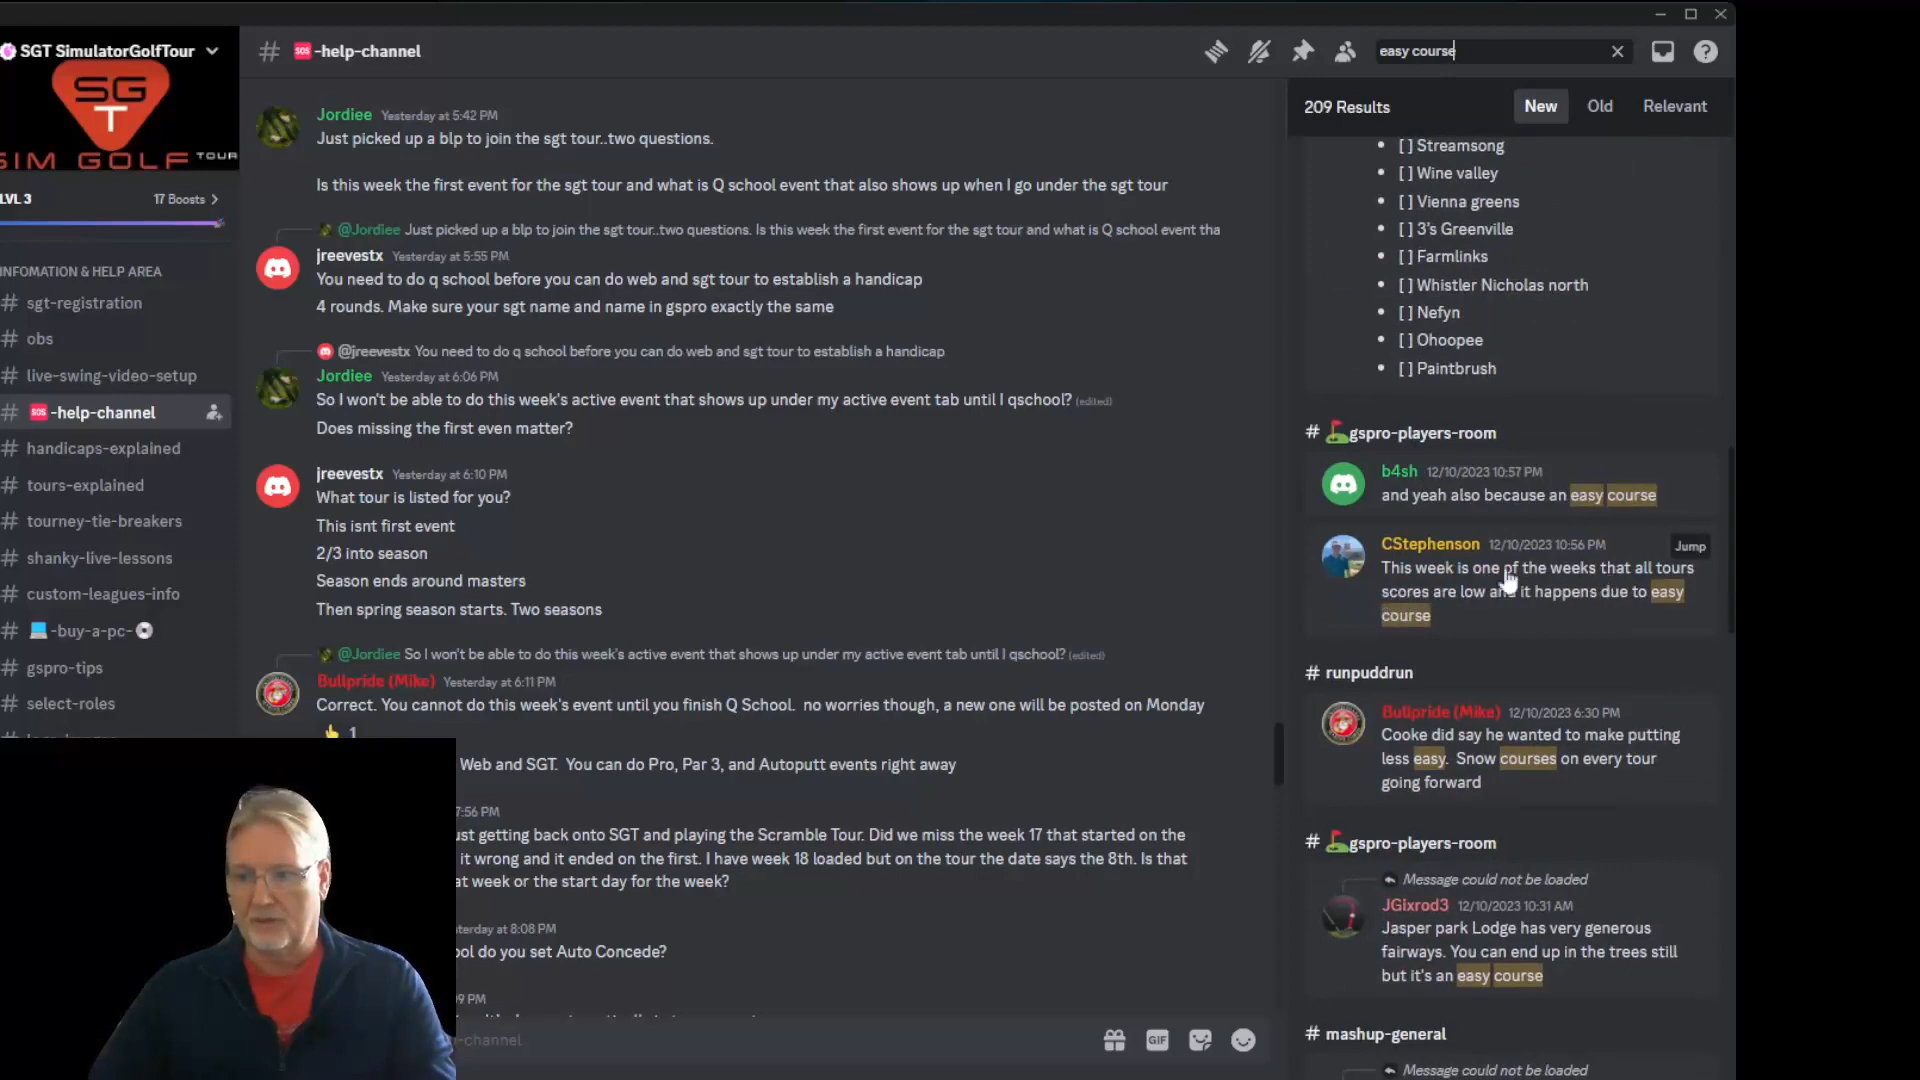 SGT SimulatorGolfTour
SG
T
SIM GOLF TOUR
LVL 3
17 Boosts
INFOMATION & HELP AREA
# sgt-registration
# obs
# live-swing-video-setup
# SOS -help-channel
# handicaps-explained
# tours-explained
# tourney-tie-breakers
# shanky-live-lessons
# custom-leagues-info
# -buy-a-pc-
# gspro-tips
# select-roles
# SOS -help-channel
Jordiee Yesterday at 5:42 PM
Just picked up a blp to join the sgt tour..two questions.
Is this week the first event for the sgt tour and what is Q school event that also shows up when I go under the sgt tour
@Jordiee Just picked up a blp to join the sgt tour..two questions. Is this week the first event for the sgt tour and what is Q school event tha
jreevestx Yesterday at 5:55 PM
You need to do q school before you can do web and sgt tour to establish a handicap
4 rounds. Make sure your sgt name and name in gspro exactly the same
@jreevestx You need to do q school before you can do web and sgt tour to establish a handicap
Jordiee Yesterday at 6:06 PM
So I won't be able to do this week's active event that shows up under my active event tab until I qschool? (edited)
Does missing the first even matter?
jreevestx Yesterday at 6:10 PM
What tour is listed for you?
This isnt first event
2/3 into season
Season ends around masters
Then spring season starts. Two seasons
@Jordiee So I won't be able to do this week's active event that shows up under my active event tab until I qschool? (edited)
Bullpride (Mike) Yesterday at 6:11 PM
Correct. You cannot do this week's event until you finish Q School. no worries though, a new one will be posted on Monday
1
Web and SGT. You can do Pro, Par 3, and Autoputt events right away
7:56 PM
ust getting back onto SGT and playing the Scramble Tour. Did we miss the week 17 that started on the
it wrong and it ended on the first. I have week 18 loaded but on the tour the date says the 8th. Is that
at week or the start day for the week?
terday at 8:08 PM
ool do you set Auto Concede?
09 PM
-channel
GIF
easy course
209 Results
New
Old
Relevant
• [ ] Streamsong
• [ ] Wine valley
• [ ] Vienna greens
• [ ] 3's Greenville
• [ ] Farmlinks
• [ ] Whistler Nicholas north
• [ ] Nefyn
• [ ] Ohoopee
• [ ] Paintbrush
# gspro-players-room
b4sh 12/10/2023 10:57 PM
and yeah also because an easy course
CStephenson 12/10/2023 10:56 PM
Jump
This week is one of the weeks that all tours
scores are low and it happens due to easy
course
# runpuddrun
Bullpride (Mike) 12/10/2023 6:30 PM
Cooke did say he wanted to make putting
less easy. Snow courses on every tour
going forward
# gspro-players-room
Message could not be loaded
JGixrod3 12/10/2023 10:31 AM
Jasper park Lodge has very generous
fairways. You can end up in the trees still
but it's an easy course
# mashup-general
Message could not be loaded